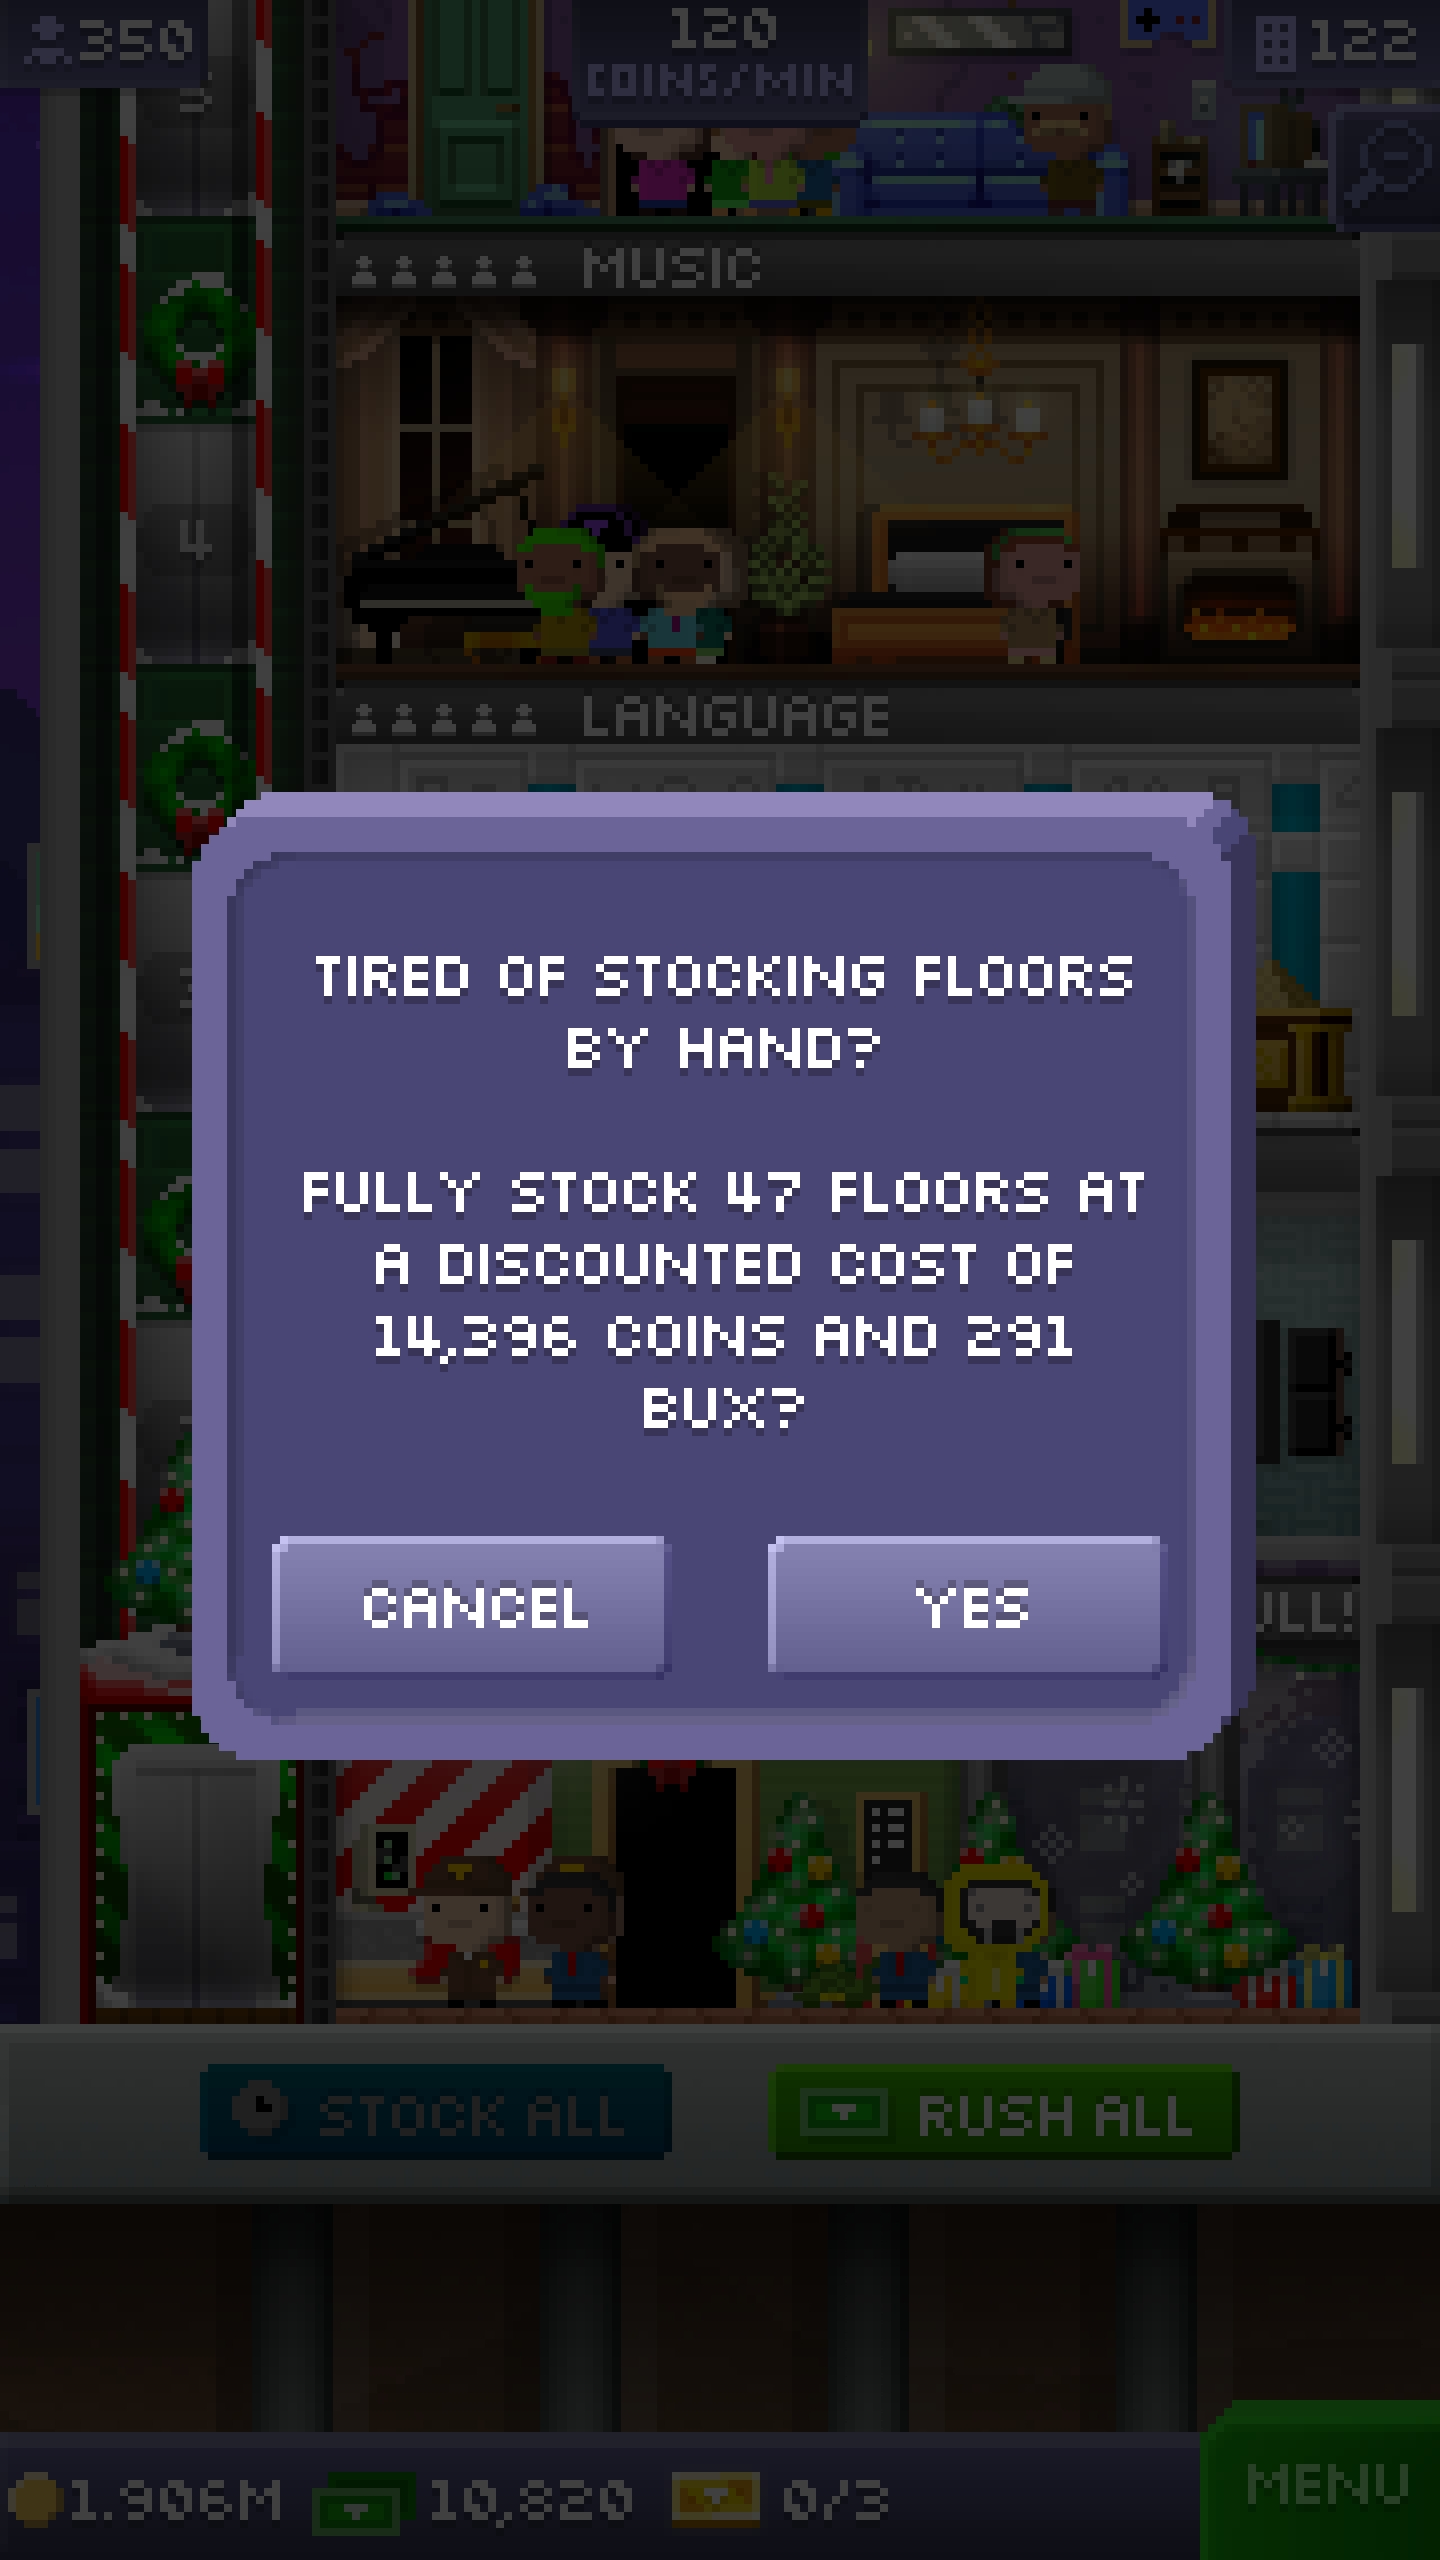 350
120
COINS/MIN
122
MUSIC
4
LANGUAGE
TIRED OF STOCKING FLOORS
BY HAND?
FULLY STOCK 47 FLOORS AT
A DISCOUNTED COST OF
14,396 COINS AND 291
BUX?
CANCEL
YES
ULL!
STOCK ALL
RUSH ALL
1.906M
10,820
0/3
MENU